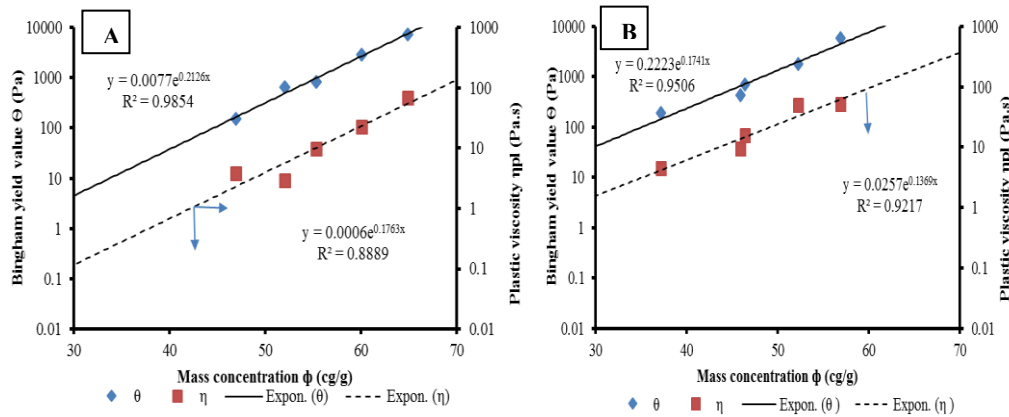 A
Bingham yield value Θ (Pa)
10000
1000
100
10
1
0.1
0.01
y = 0.0077e^0.2126x
R² = 0.9854
y = 0.0006e^0.1763x
R² = 0.8889
1000
100
10
1
0.1
0.01
Plastic viscosity ηpl (Pa.s)
30 40 50 60 70
Mass concentration ϕ (cg/g)
θ η Expon. (θ) Expon. (η)
B
Bingham yield value Θ (Pa)
10000
1000
100
10
1
0.1
0.01
y = 0.2223e^0.1741x
R² = 0.9506
y = 0.0257e^0.1369x
R² = 0.9217
1000
100
10
1
0.1
0.01
Plastic viscosity ηpl (Pa.s)
30 40 50 60 70
Mass concentration ϕ (cg/g)
θ η Expon. (θ ) Expon. (η )